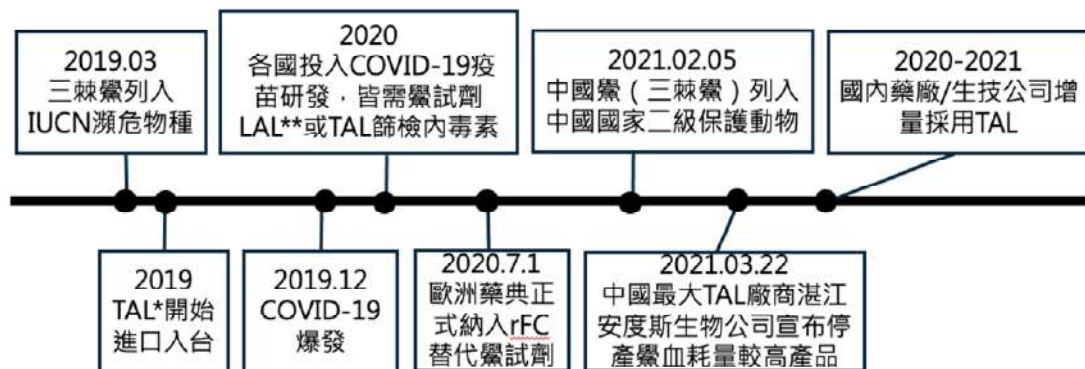 2019.03
三棘鱟列入
IUCN瀕危物種
2020
各國投入COVID-19疫
苗研發，皆需鱟試劑
LAL**或TAL篩檢內毒素
2021.02.05
中國鱟（三棘鱟）列入
中國國家二級保護動物
2020-2021
國內藥廠/生技公司增
量採用TAL
2019
TAL*開始
進口入台
2019.12
COVID-19
爆發
2020.7.1
歐洲藥典正
式納入rFC
替代鱟試劑
2021.03.22
中國最大TAL廠商湛江
安度斯生物公司宣布停
產鱟血耗量較高產品